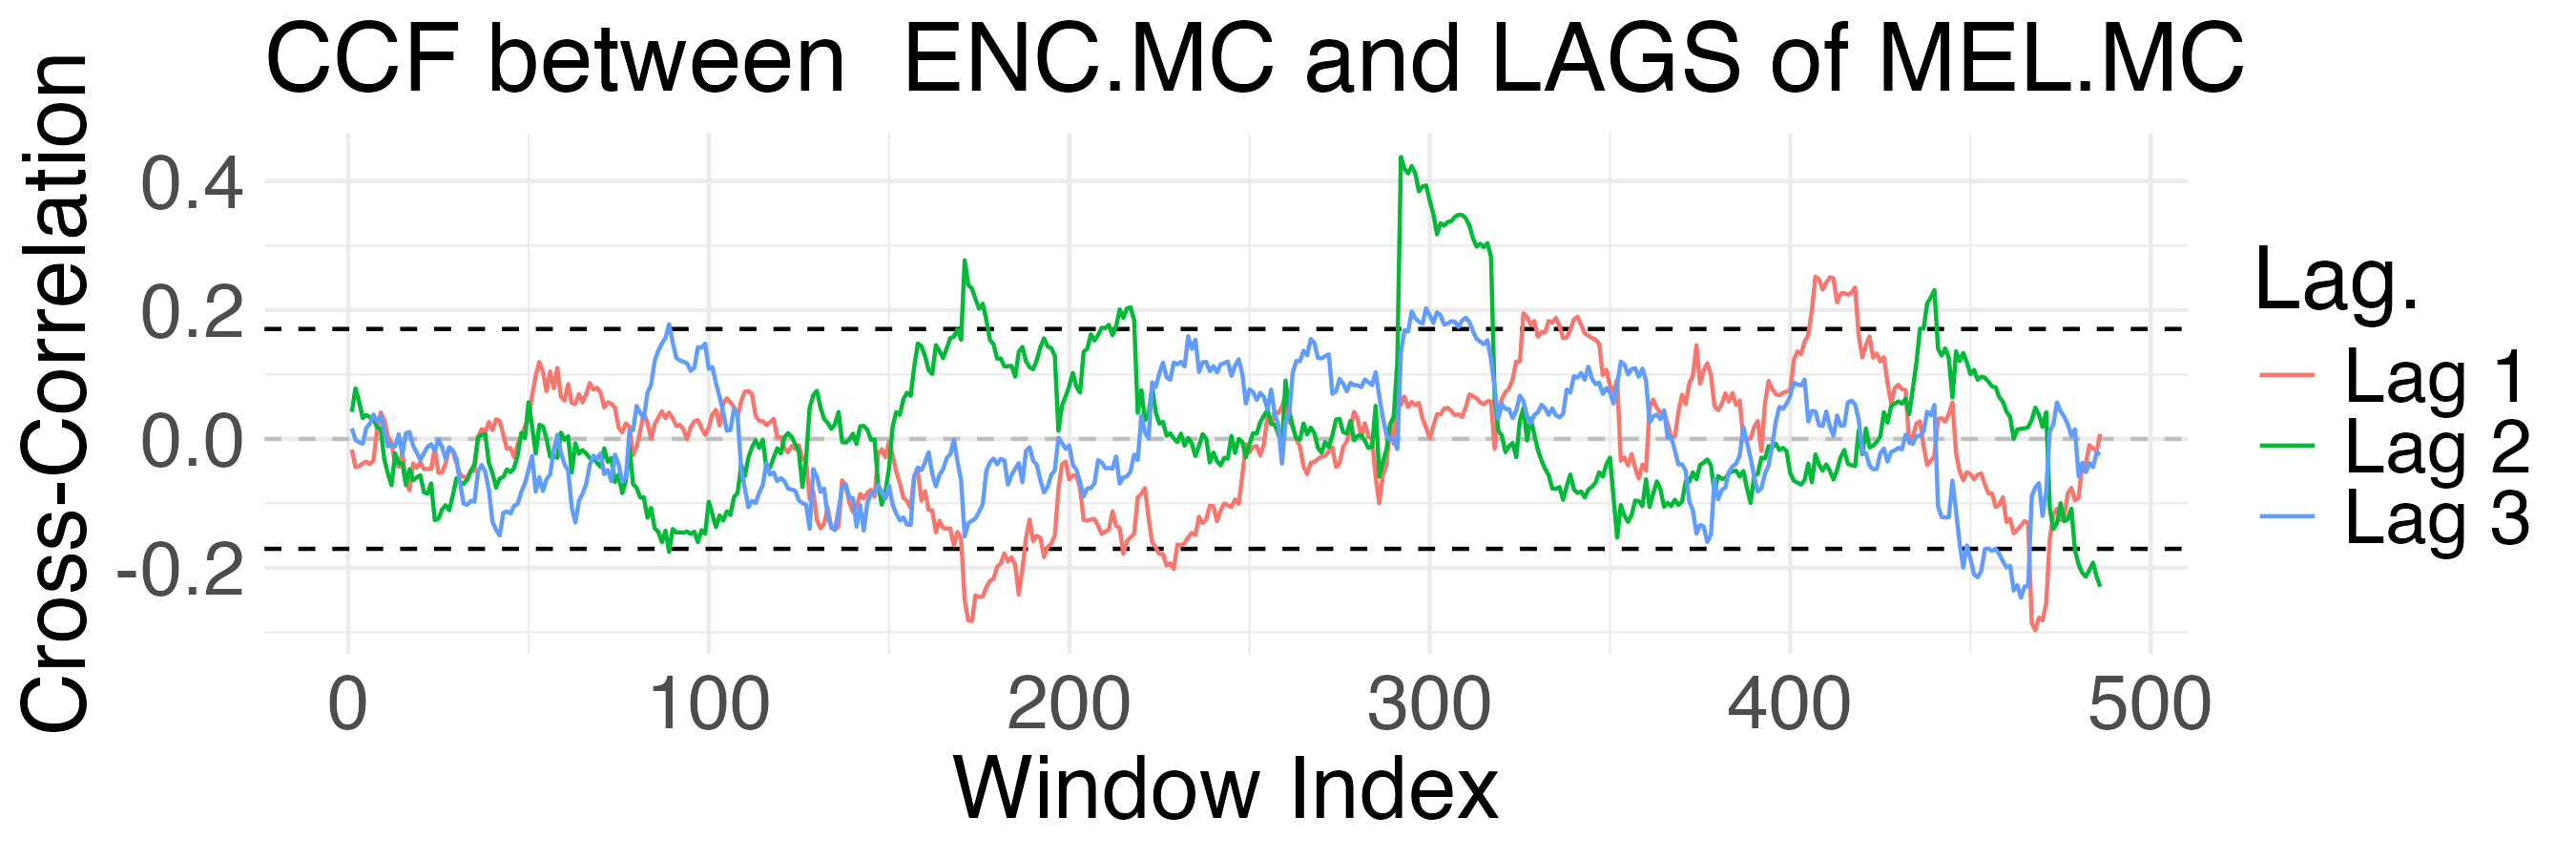 CCF between  ENC.MC and LAGS of MEL.MC
Cross-Correlation
0.4
0.2
0.0
-0.2
0 100 200 300 400 500
Window Index
Lag.
Lag 1
Lag 2
Lag 3